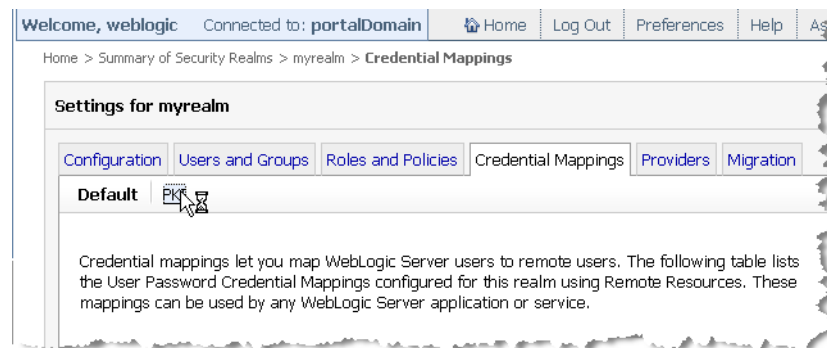 Welcome, weblogic Connected to: portalDomain Home Log Out Preferences Help
Home > Summary of Security Realms > myrealm > Credential Mappings
Settings for myrealm
Configuration Users and Groups Roles and Policies Credential Mappings Providers Migration
Default
Credential mappings let you map WebLogic Server users to remote users. The following table lists
the User Password Credential Mappings configured for this realm using Remote Resources. These
mappings can be used by any WebLogic Server application or service.